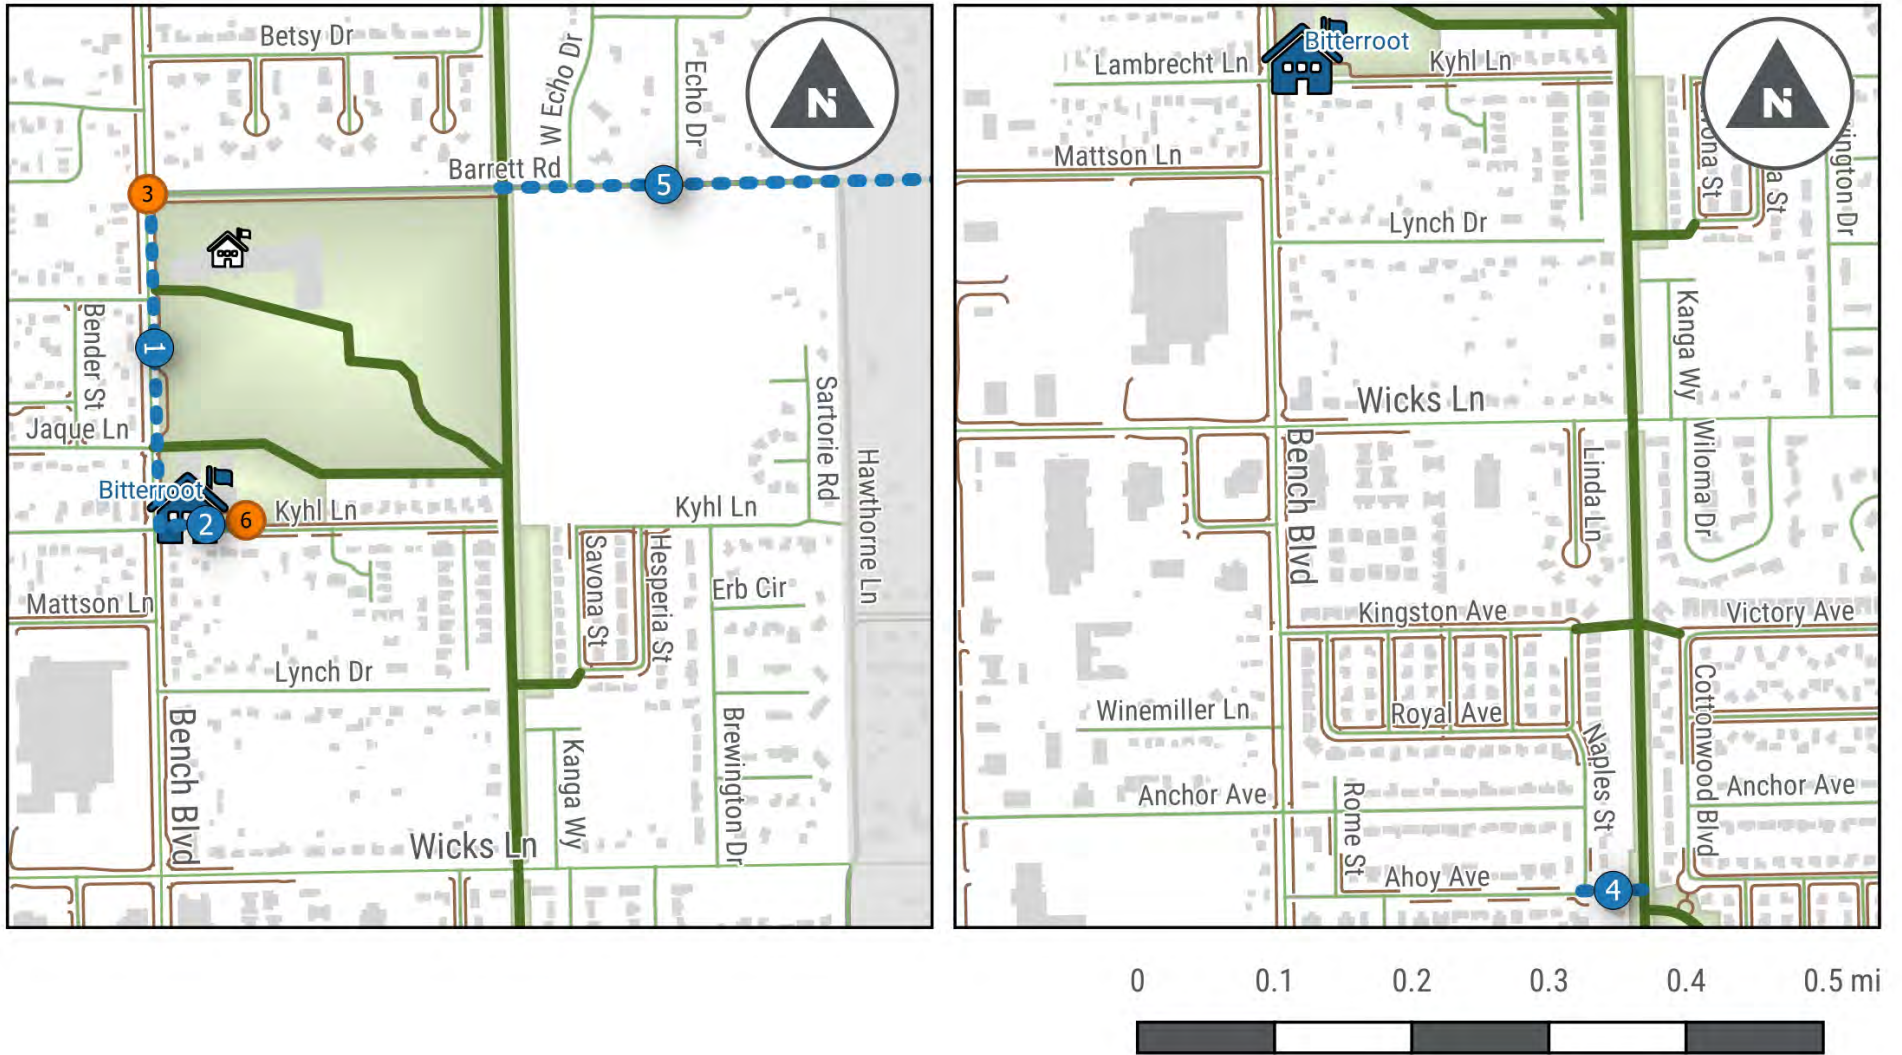 Betsy Dr
W Echo Dr
Echo Dr
N
Barrett Rd
3
5
1
Bender St
Jaque Ln
Bitterroot
2
6
Kyhl Ln
Kyhl Ln
Sartorie Rd
Hawthorne Ln
Savona St
Hesperia St
Erb Cir
Mattson Ln
Lynch Dr
Bench Blvd
Kanga Wy
Brewington Dr
Wicks Ln
Bitterroot
Lambrecht Ln
Kyhl Ln
N
Mattson Ln
Lynch Dr
Kanga Wy
Wicks Ln
Bench Blvd
Linda Ln
Wiloma Dr
Kingston Ave
Victory Ave
Winemiller Ln
Royal Ave
Naples St
Cottonwood Blvd
Anchor Ave
Anchor Ave
Rome St
Ahoy Ave
4
0 0.1 0.2 0.3 0.4 0.5 mi